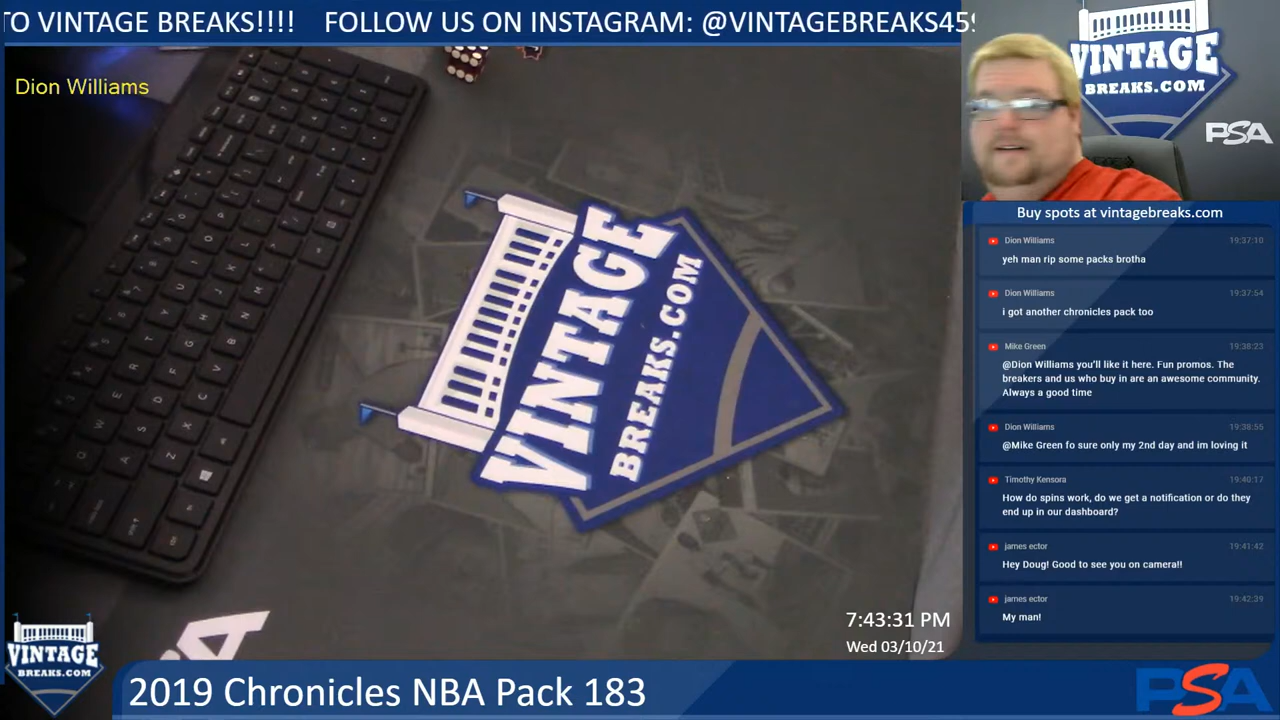 TO VINTAGE BREAKS!!!! FOLLOW US ON INSTAGRAM: @VINTAGEBREAKS45
Dion Williams
VINTAGE
BREAKS.COM
VINTAGE
BREAKS.COM
PSA
Buy spots at vintagebreaks.com
Dion Williams 19:37:10
yeh man rip some packs brotha
Dion Williams 19:37:54
i got another chronicles pack too
Mike Green 19:38:23
@Dion Williams you'll like it here. Fun promos. The
breakers and us who buy in are an awesome community.
Always a good time
Dion Williams 19:38:55
@Mike Green fo sure only my 2nd day and im loving it
Timothy Kensora 19:40:17
How do spins work, do we get a notification or do they
end up in our dashboard?
james ector 19:41:42
Hey Doug! Good to see you on camera!!
james ector 19:42:39
My man!
7:43:31 PM
Wed 03/10/21
VINTAGE
BREAKS.COM
2019 Chronicles NBA Pack 183
PSA